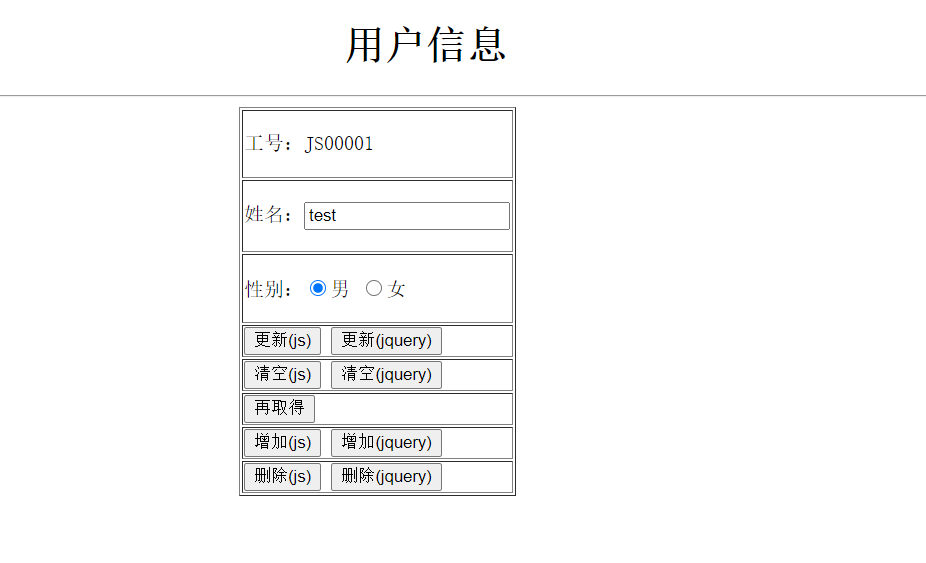 用户信息
工号：JS00001
姓名：test
性别：男 女
更新(js) 更新(jquery)
清空(js) 清空(jquery)
再取得
增加(js) 增加(jquery)
删除(js) 删除(jquery)